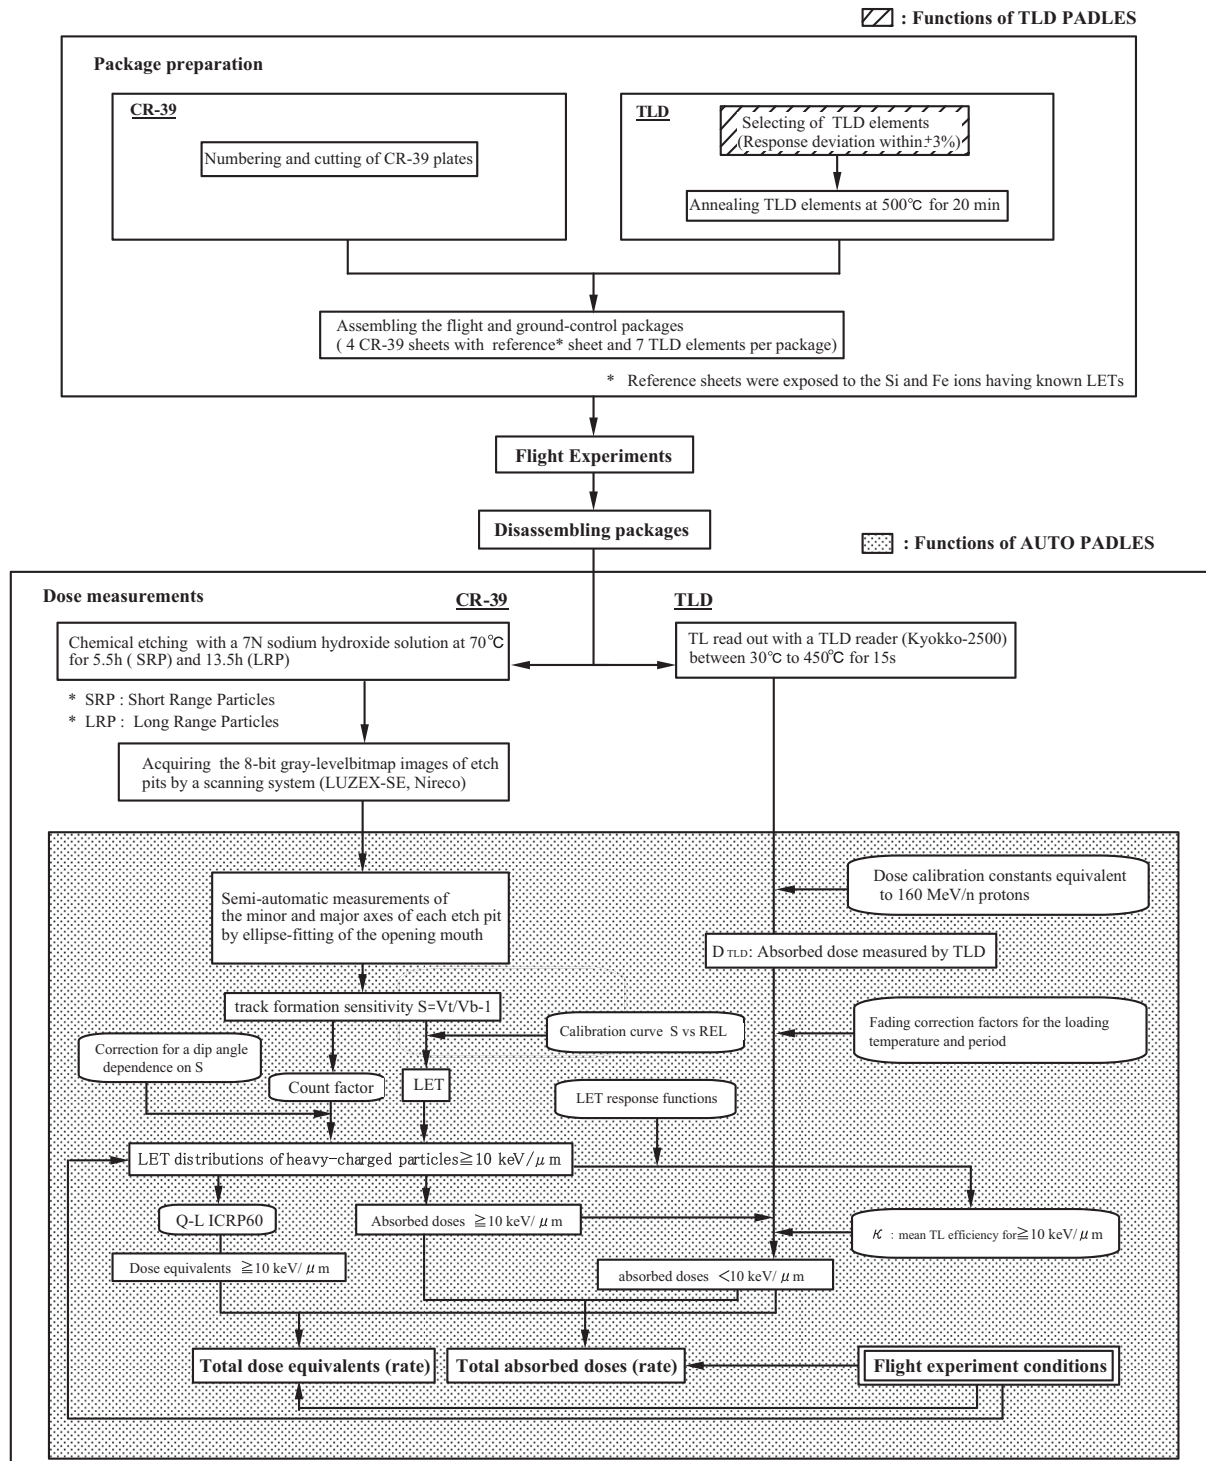 : Functions of TLD PADLES
Package preparation
CR-39
Numbering and cutting of CR-39 plates
TLD
Selecting of TLD elements
(Response deviation within±3%)
Annealing TLD elements at 500℃ for 20 min
Assembling the flight and ground-control packages
( 4 CR-39 sheets with reference* sheet and 7 TLD elements per package)
* Reference sheets were exposed to the Si and Fe ions having known LETs
Flight Experiments
Disassembling packages
: Functions of AUTO PADLES
Dose measurements
CR-39
TLD
Chemical etching with a 7N sodium hydroxide solution at 70℃
for 5.5h ( SRP) and 13.5h (LRP)
TL read out with a TLD reader (Kyokko-2500)
between 30℃ to 450℃ for 15s
* SRP : Short Range Particles
* LRP : Long Range Particles
Acquiring the 8-bit gray-levelbitmap images of etch
pits by a scanning system (LUZEX-SE, Nireco)
Semi-automatic measurements of
the minor and major axes of each etch pit
by ellipse-fitting of the opening mouth
Dose calibration constants equivalent
to 160 MeV/n protons
D TLD: Absorbed dose measured by TLD
track formation sensitivity S=Vt/Vb-1
Calibration curve S vs REL
Fading correction factors for the loading
temperature and period
Correction for a dip angle
dependence on S
Count factor
LET
LET response functions
LET distributions of heavy-charged particles≧10 keV/μm
Q-L ICRP60
Absorbed doses ≧10 keV/μm
κ : mean TL efficiency for≧10 keV/μm
Dose equivalents ≧10 keV/μm
absorbed doses <10 keV/μm
Total dose equivalents (rate)
Total absorbed doses (rate)
Flight experiment conditions